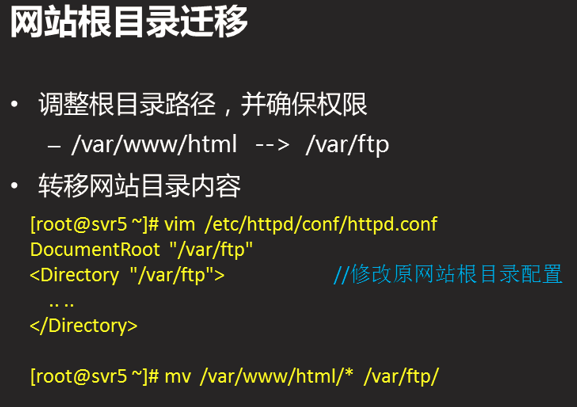 网站根目录迁移
• 调整根目录路径，并确保权限
– /var/www/html --> /var/ftp
• 转移网站目录内容
[root@svr5 ~]# vim /etc/httpd/conf/httpd.conf
DocumentRoot "/var/ftp"
<Directory "/var/ftp"> //修改原网站根目录配置
.. ..
</Directory>
[root@svr5 ~]# mv /var/www/html/* /var/ftp/